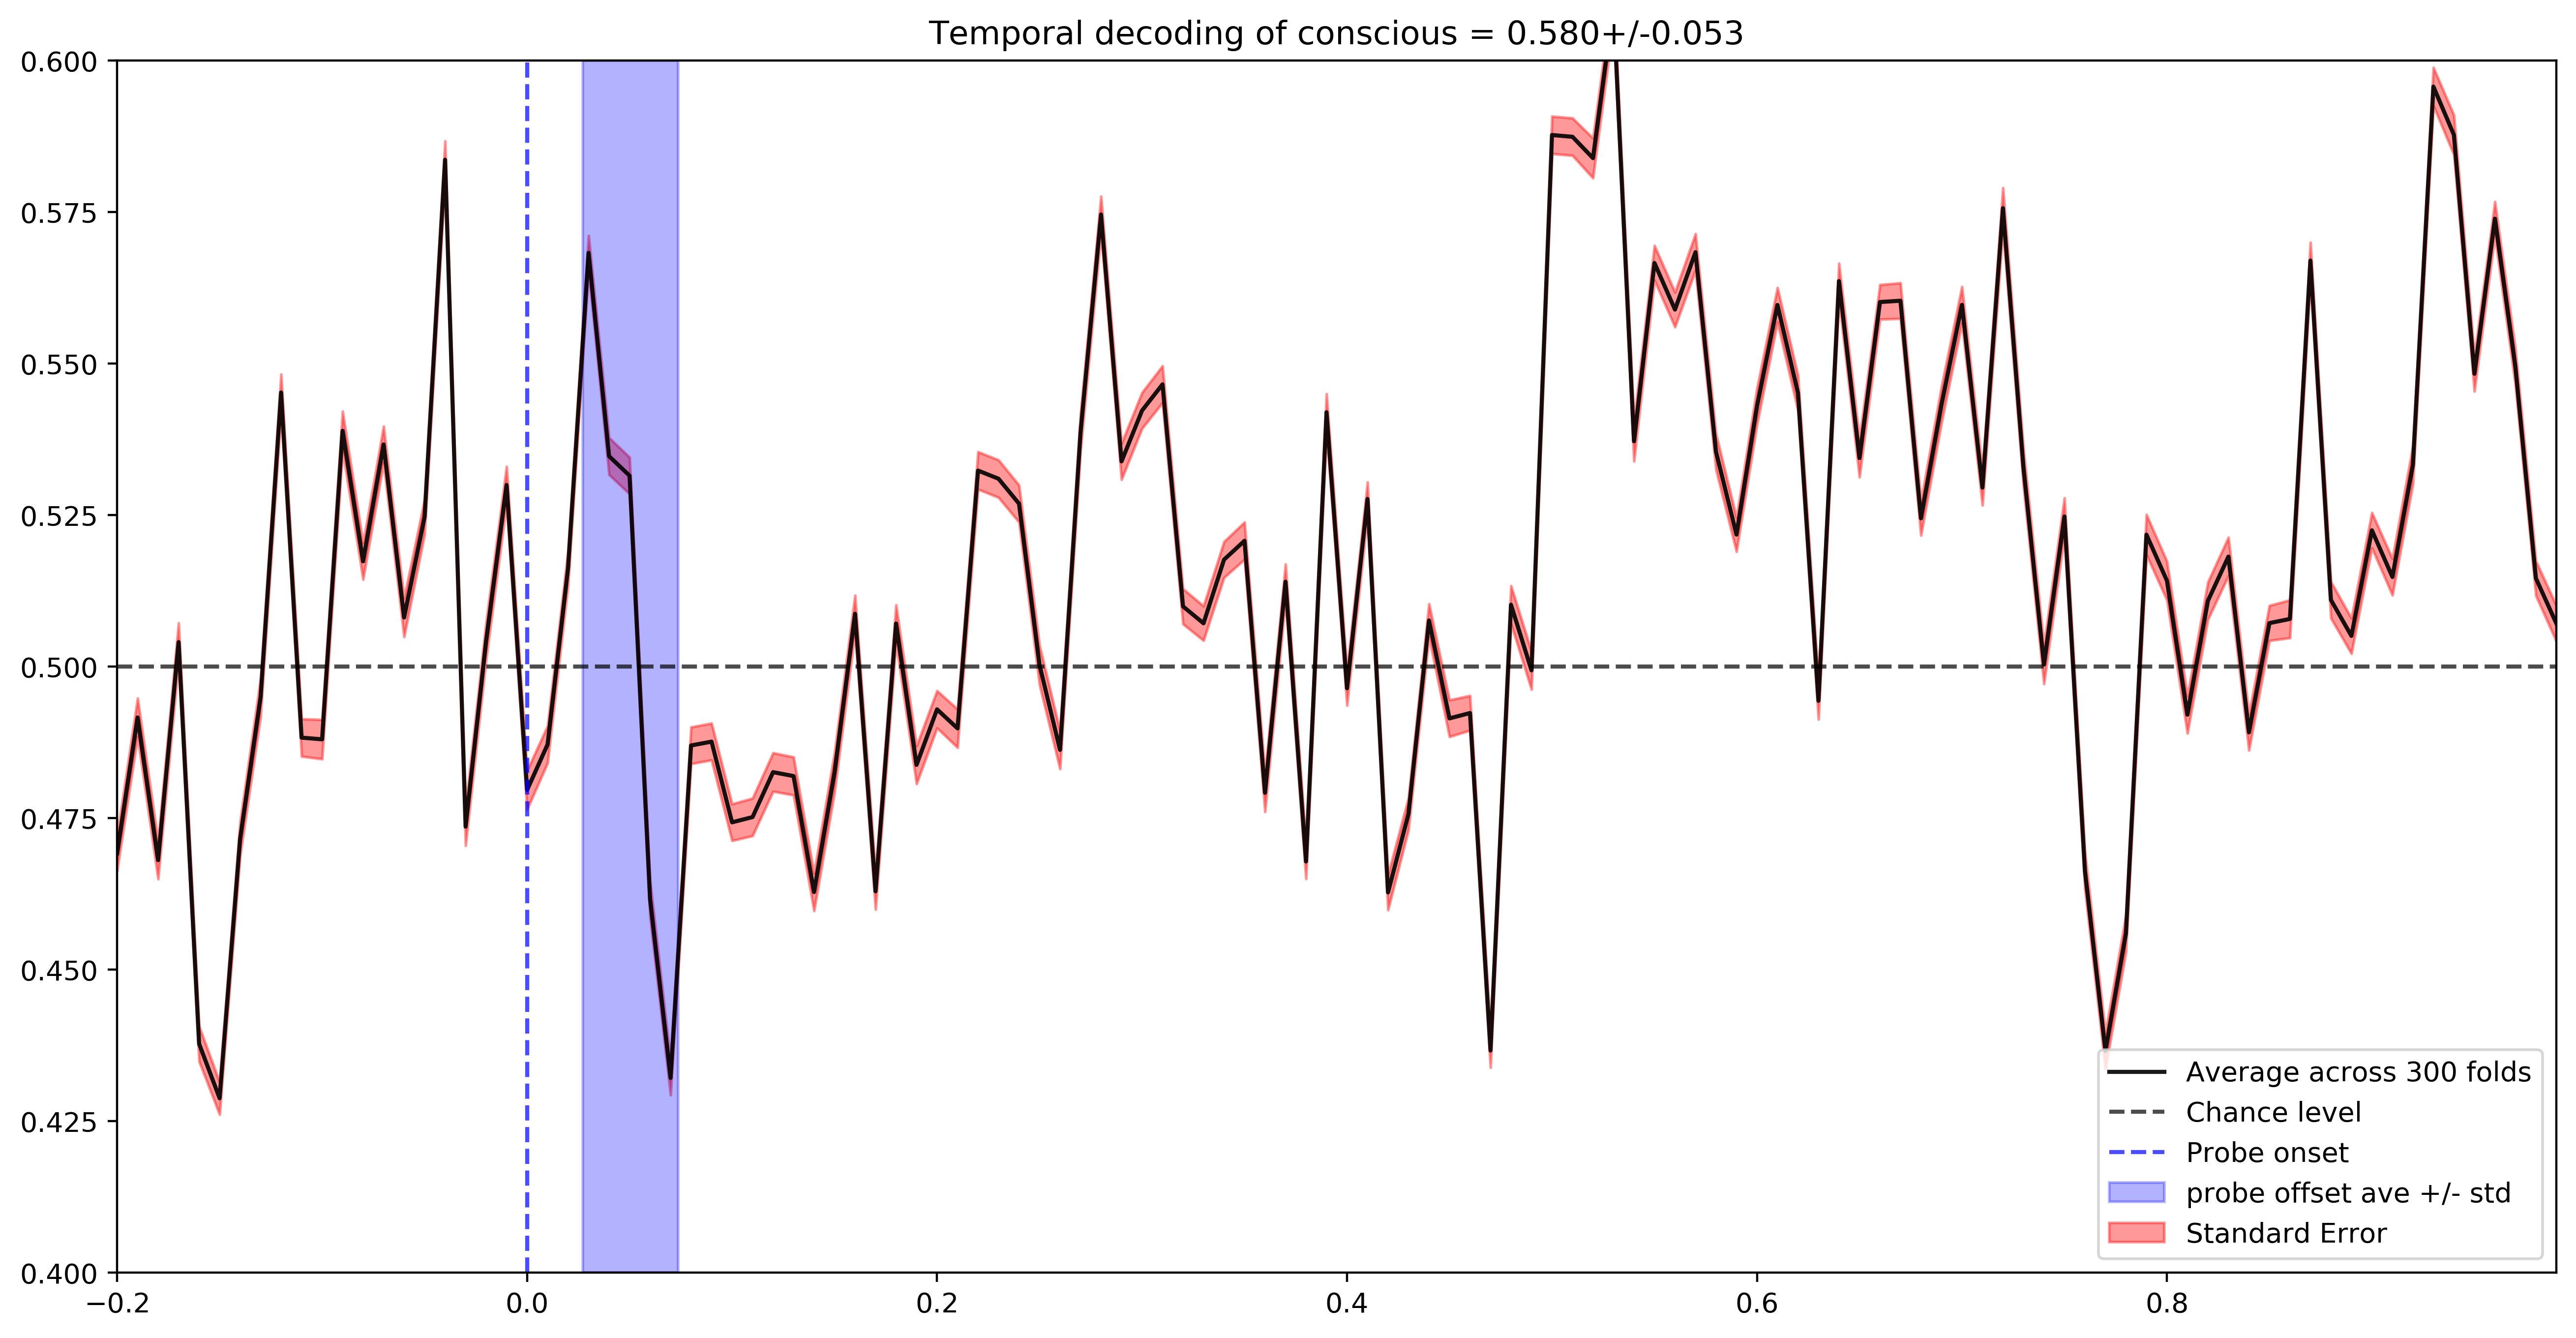 Temporal decoding of conscious = 0.580+/-0.053
0.600
0.575
0.550
0.525
0.500
0.475
0.450
0.425
0.400
−0.2
0.0
0.2
0.4
0.6
0.8
Average across 300 folds
Chance level
Probe onset
probe offset ave +/- std
Standard Error